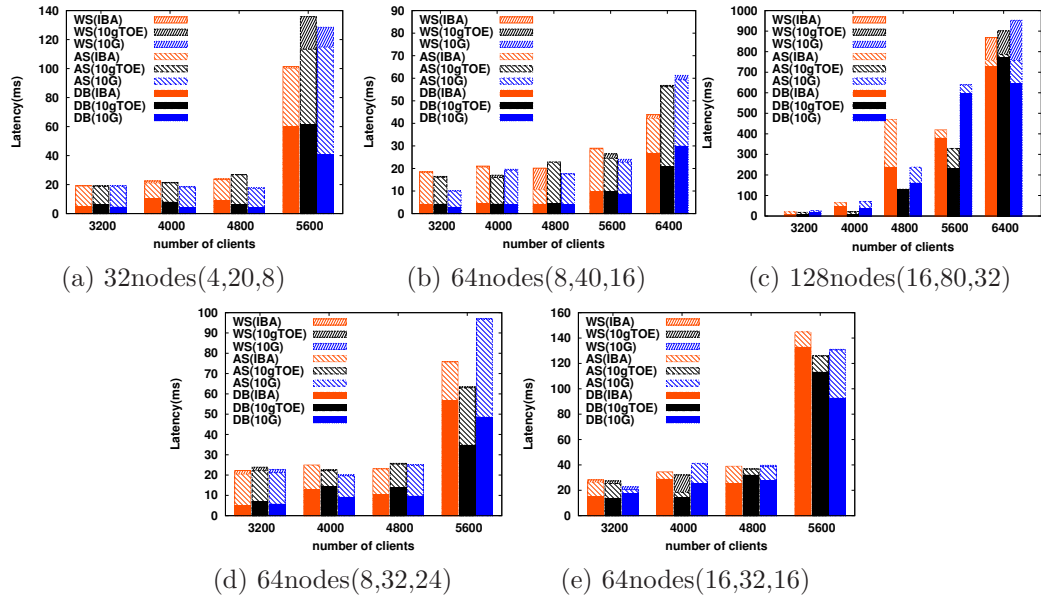 140
120
100
80
60
40
20
0
Latency(ms)
WS(IBA)
WS(10gTOE)
WS(10G)
AS(IBA)
AS(10gTOE)
AS(10G)
DB(IBA)
DB(10gTOE)
DB(10G)
3200 4000 4800 5600
number of clients
(a) 32nodes(4,20,8)
90
80
70
60
50
40
30
20
10
0
Latency(ms)
WS(IBA)
WS(10gTOE)
WS(10G)
AS(IBA)
AS(10gTOE)
AS(10G)
DB(IBA)
DB(10gTOE)
DB(10G)
3200 4000 4800 5600 6400
number of clients
(b) 64nodes(8,40,16)
1000
900
800
700
600
500
400
300
200
100
0
Latency(ms)
WS(IBA)
WS(10gTOE)
WS(10G)
AS(IBA)
AS(10gTOE)
AS(10G)
DB(IBA)
DB(10gTOE)
DB(10G)
3200 4000 4800 5600 6400
number of clients
(c) 128nodes(16,80,32)
100
90
80
70
60
50
40
30
20
10
0
Latency(ms)
WS(IBA)
WS(10gTOE)
WS(10G)
AS(IBA)
AS(10gTOE)
AS(10G)
DB(IBA)
DB(10gTOE)
DB(10G)
3200 4000 4800 5600
number of clients
(d) 64nodes(8,32,24)
160
140
120
100
80
60
40
20
0
Latency(ms)
WS(IBA)
WS(10gTOE)
WS(10G)
AS(IBA)
AS(10gTOE)
AS(10G)
DB(IBA)
DB(10gTOE)
DB(10G)
3200 4000 4800 5600
number of clients
(e) 64nodes(16,32,16)